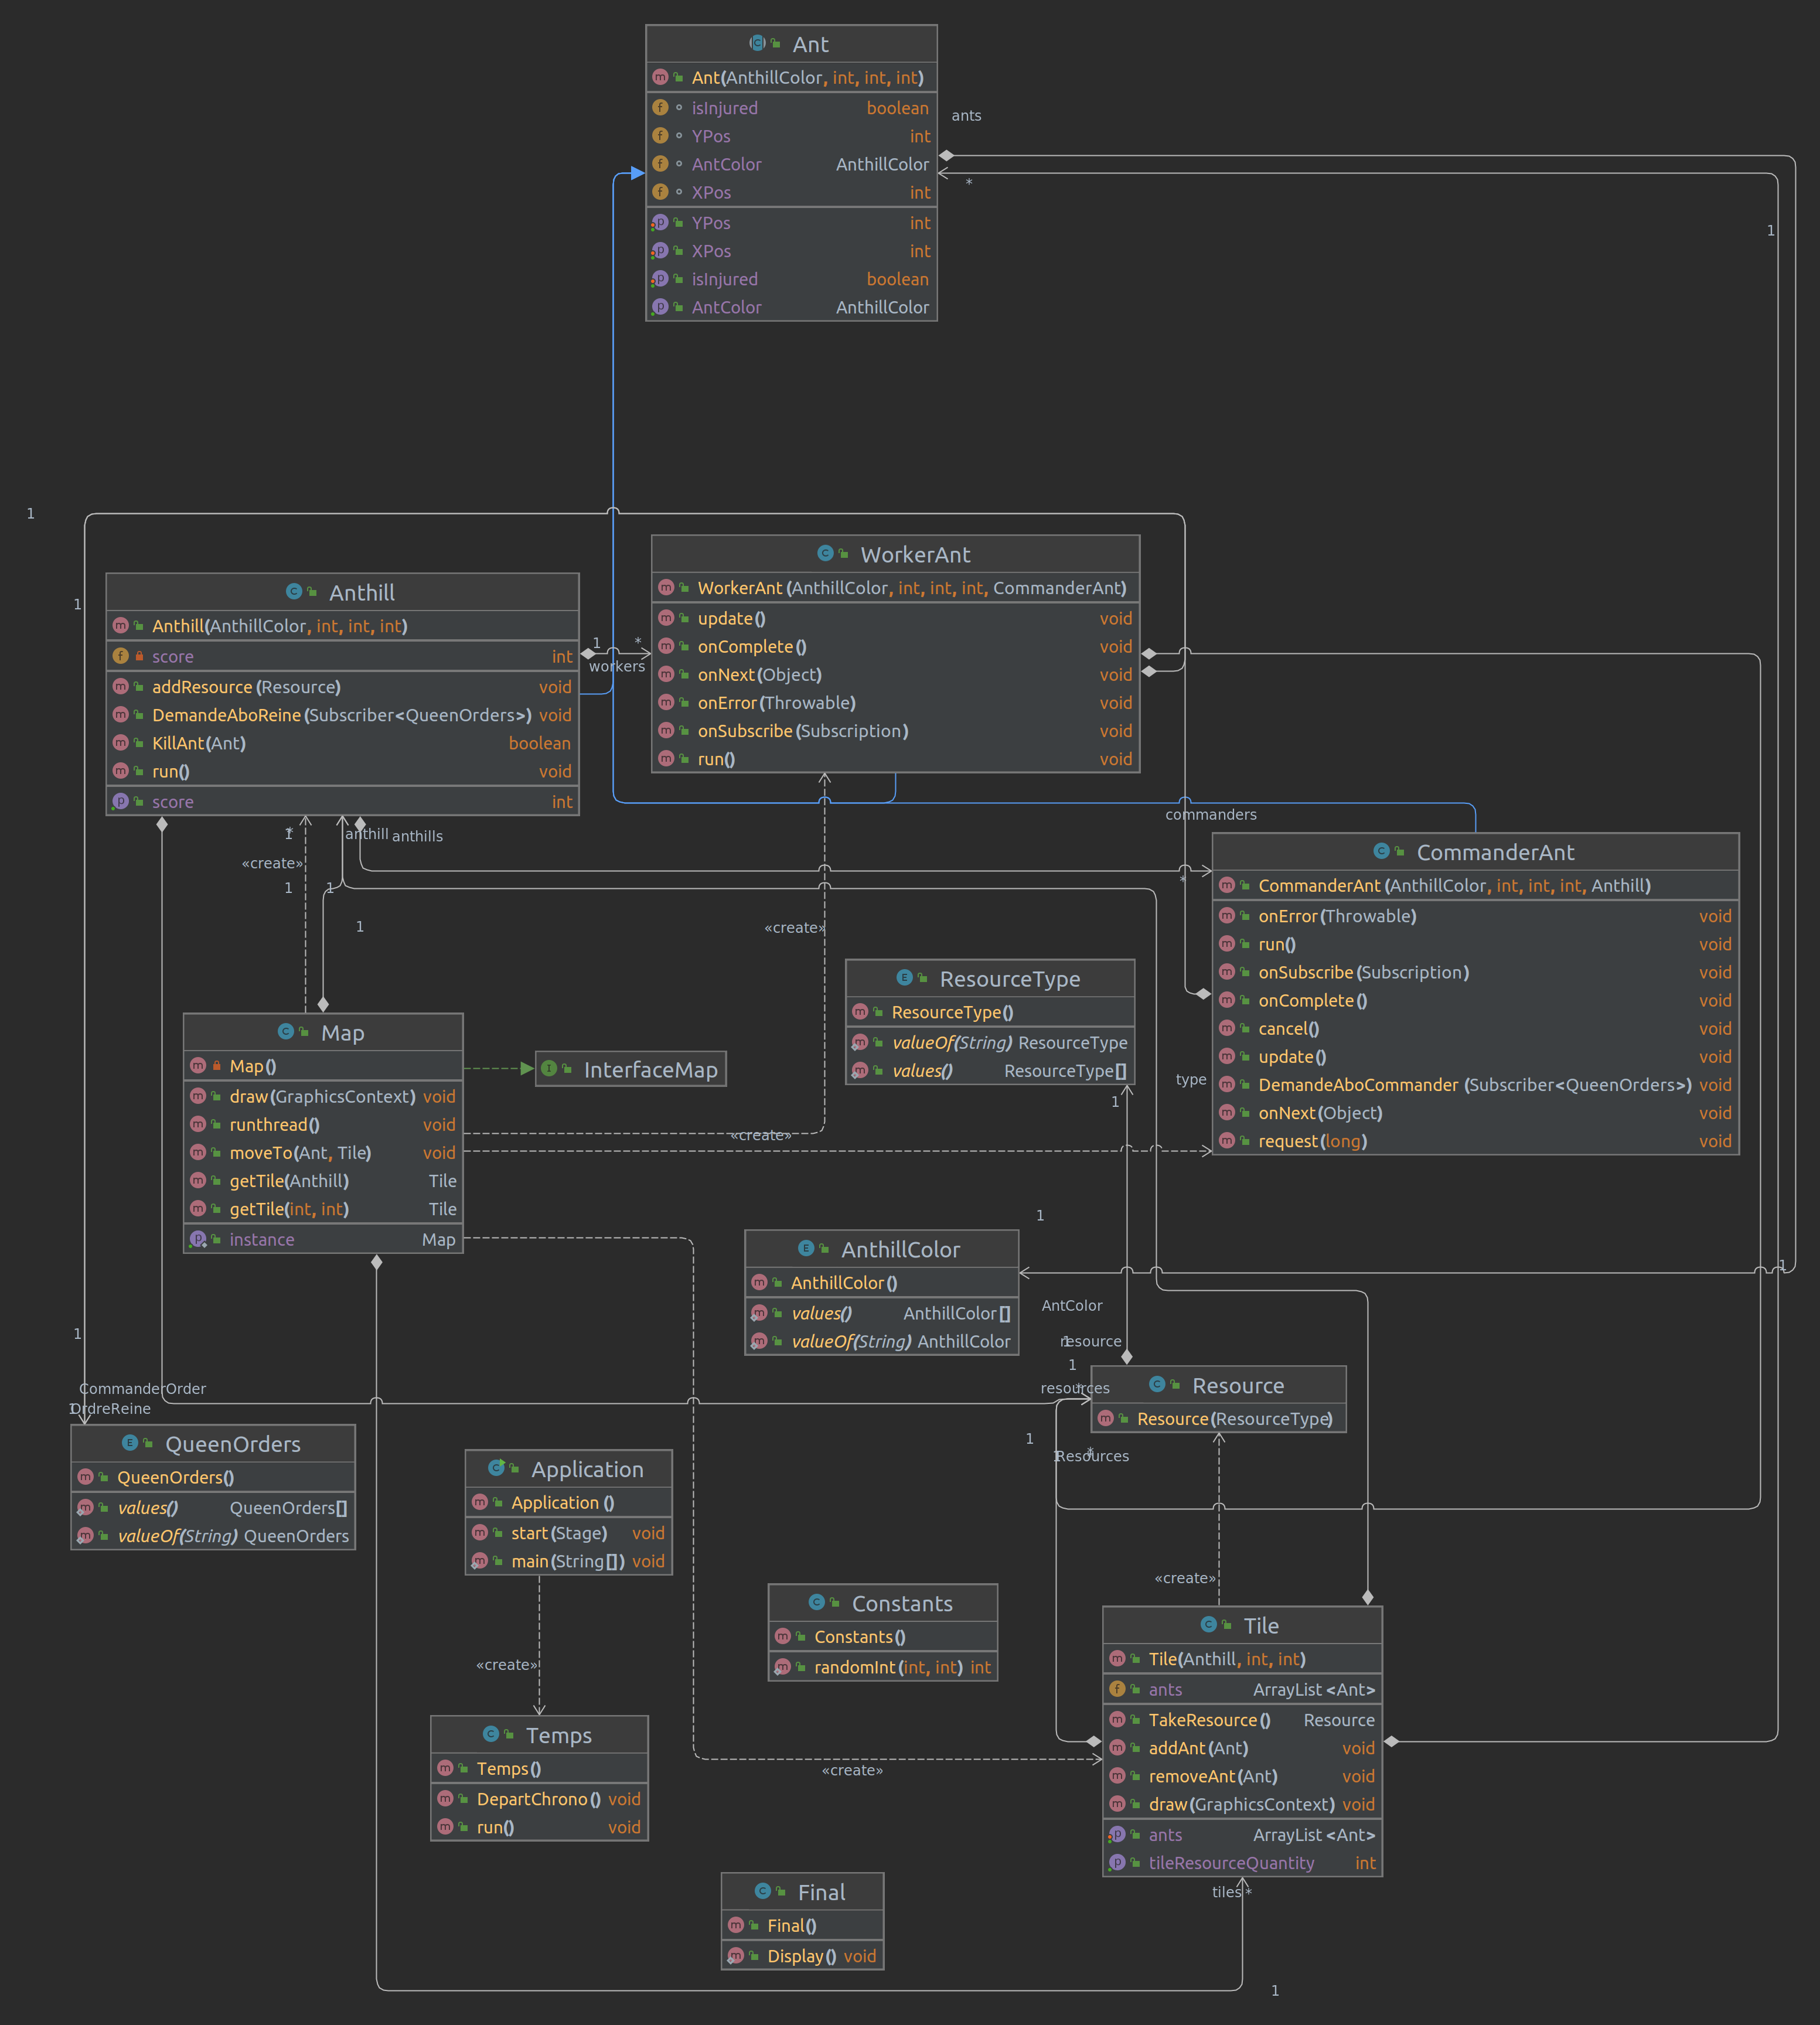 Ant
Ant(AnthillColor, int, int, int)
isInjured boolean
YPos int
AntColor AnthillColor
XPos int
YPos int
XPos int
isInjured boolean
AntColor AnthillColor
ants
*
1
1
1
WorkerAnt
WorkerAnt(AnthillColor, int, int, int, CommanderAnt)
update() void
onComplete() void
onNext(Object) void
onError(Throwable) void
onSubscribe(Subscription) void
run() void
Anthill
Anthill(AnthillColor, int, int, int)
score int
addResource(Resource) void
DemandeAboReine(Subscriber<QueenOrders>) void
KillAnt(Ant) boolean
run() void
score int
1 *
workers
commanders
1 *
anthill anthills
«create»
1 1
*
1
«create»
CommanderAnt
CommanderAnt(AnthillColor, int, int, int, Anthill)
onError(Throwable) void
run() void
onSubscribe(Subscription) void
onComplete() void
cancel() void
update() void
DemandeAboCommander(Subscriber<QueenOrders>) void
onNext(Object) void
request(long) void
ResourceType
ResourceType()
valueOf(String) ResourceType
values() ResourceType[]
type
1
Map
Map()
draw(GraphicsContext) void
runthread() void
moveTo(Ant, Tile) void
getTile(Anthill) Tile
getTile(int, int) Tile
instance Map
InterfaceMap
«create»
1
AnthillColor
AnthillColor()
values() AnthillColor[]
valueOf(String) AnthillColor
1
AntColor
resource
1
1
resources
*
Resource
Resource(ResourceType)
1
1
Resources
*
1
CommanderOrder
1
OrdreReine
QueenOrders
QueenOrders()
values() QueenOrders[]
valueOf(String) QueenOrders
Application
Application()
start(Stage) void
main(String[]) void
«create»
«create»
Constants
Constants()
randomInt(int, int) int
Tile
Tile(Anthill, int, int)
ants ArrayList<Ant>
TakeResource() Resource
addAnt(Ant) void
removeAnt(Ant) void
draw(GraphicsContext) void
ants ArrayList<Ant>
tileResourceQuantity int
Temps
Temps()
DepartChrono() void
run() void
«create»
tiles *
Final
Final()
Display() void
1